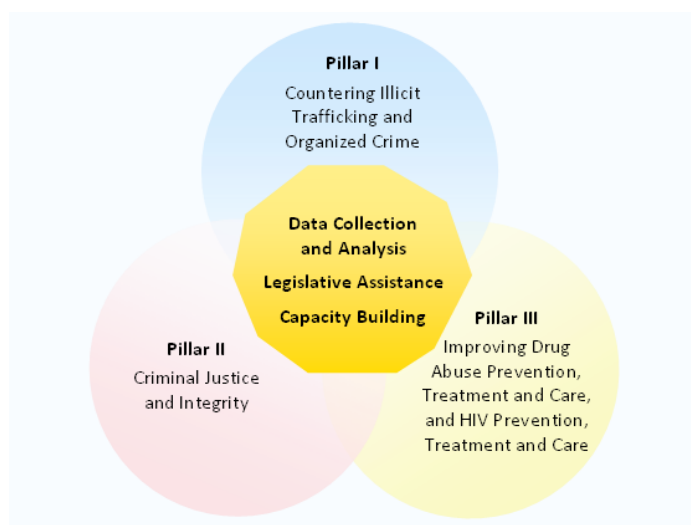 Pillar I
Countering Illicit
Trafficking and
Organized Crime
Data Collection
and Analysis
Legislative Assistance
Capacity Building
Pillar II
Criminal Justice
and Integrity
Pillar III
Improving Drug
Abuse Prevention,
Treatment and Care,
and HIV Prevention,
Treatment and Care